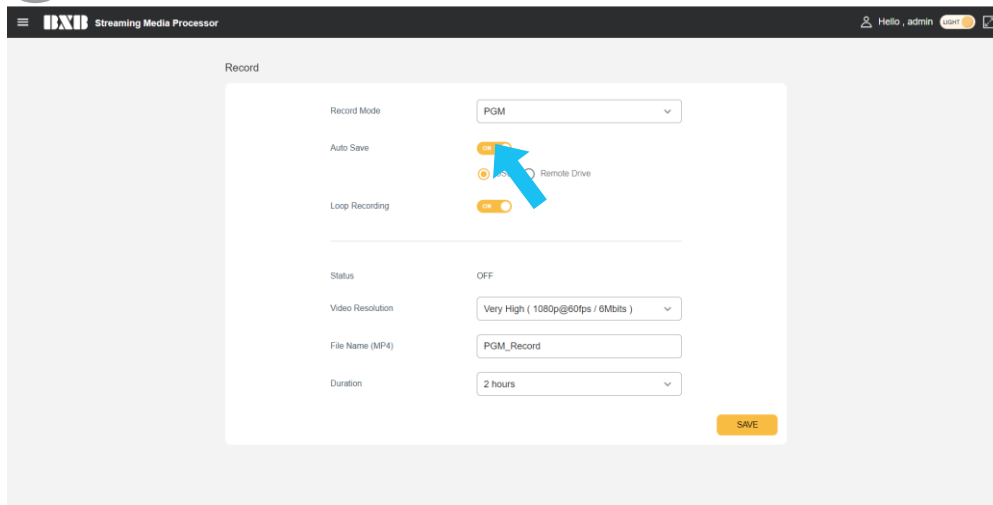 BXB Streaming Media Processor
Hello , admin LIGHT
Record
Record Mode PGM
Auto Save
Remote Drive
Loop Recording ON
Status OFF
Video Resolution Very High ( 1080p@60fps / 6Mbits )
File Name (MP4) PGM_Record
Duration 2 hours
SAVE